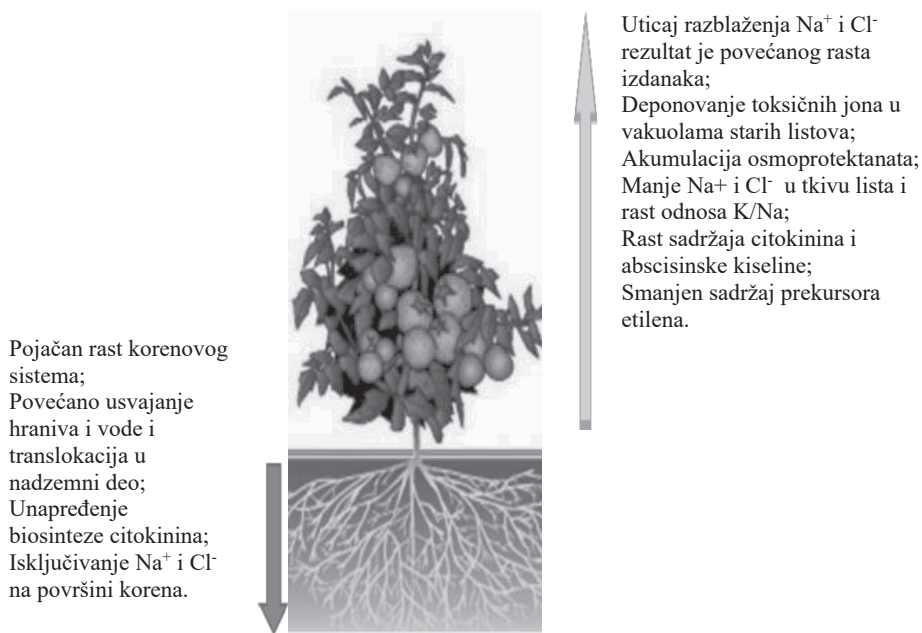 Uticaj razblaženja Na⁺ i Cl⁻
rezultat je povećanog rasta
izdanaka;
Deponovanje toksičnih jona u
vakuolama starih listova;
Akumulacija osmoprotektanata;
Manje Na+ i Cl⁻ u tkivu lista i
rast odnosa K/Na;
Rast sadržaja citokinina i
abscisinske kiseline;
Smanjen sadržaj prekursora
etilena.
Pojačan rast korenovog
sistema;
Povećano usvajanje
hraniva i vode i
translokacija u
nadzemni deo;
Unapređenje
biosinteze citokinina;
Isključivanje Na⁺ i Cl⁻
na površini korena.